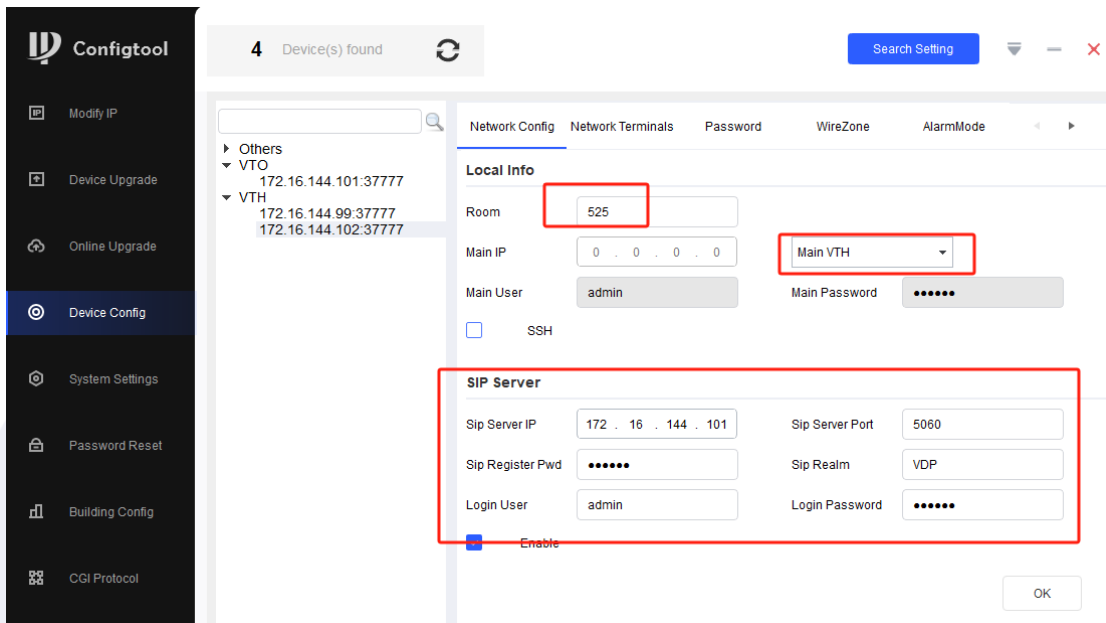 Configtool
4 Device(s) found
Search Setting
Modify IP
Device Upgrade
Online Upgrade
Device Config
System Settings
Password Reset
Building Config
CGI Protocol
Others
VTO
172.16.144.101:37777
VTH
172.16.144.99:37777
172.16.144.102:37777
Network Config Network Terminals Password WireZone AlarmMode
Local Info
Room 525
Main IP 0 . 0 . 0 . 0 Main VTH
Main User admin Main Password ••••••
SSH
SIP Server
Sip Server IP 172 . 16 . 144 . 101 Sip Server Port 5060
Sip Register Pwd •••••• Sip Realm VDP
Login User admin Login Password ••••••
Enable
OK